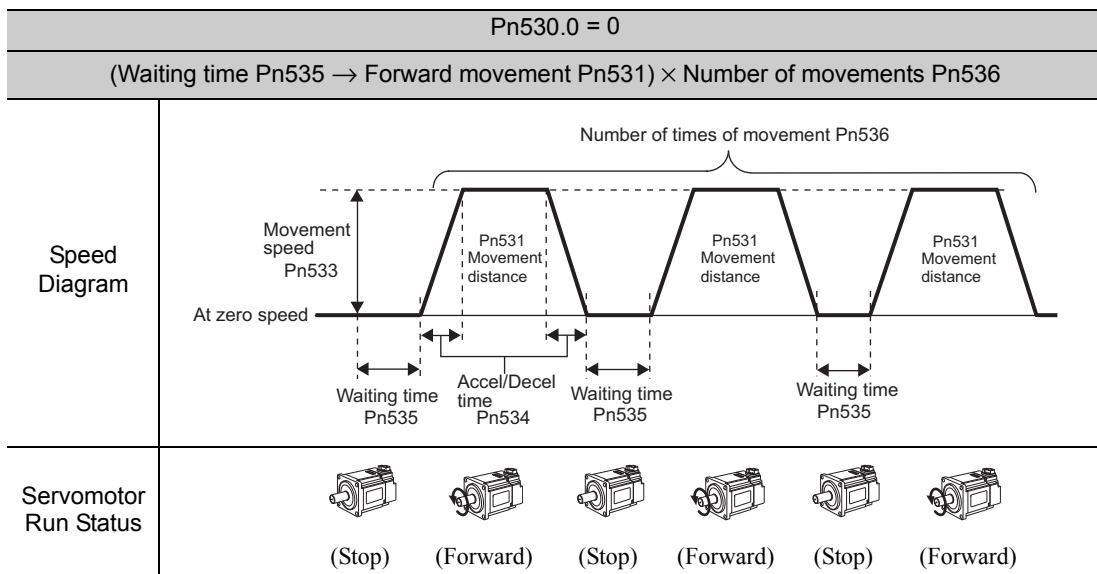 Pn530.0 = 0
(Waiting time Pn535 → Forward movement Pn531) × Number of movements Pn536
Speed
Diagram
Number of times of movement Pn536
Movement
speed
Pn533
Pn531
Movement
distance
Pn531
Movement
distance
Pn531
Movement
distance
At zero speed
Waiting time
Pn535
Accel/Decel
time
Pn534
Waiting time
Pn535
Waiting time
Pn535
Servomotor
Run Status
(Stop) (Forward) (Stop) (Forward) (Stop) (Forward)